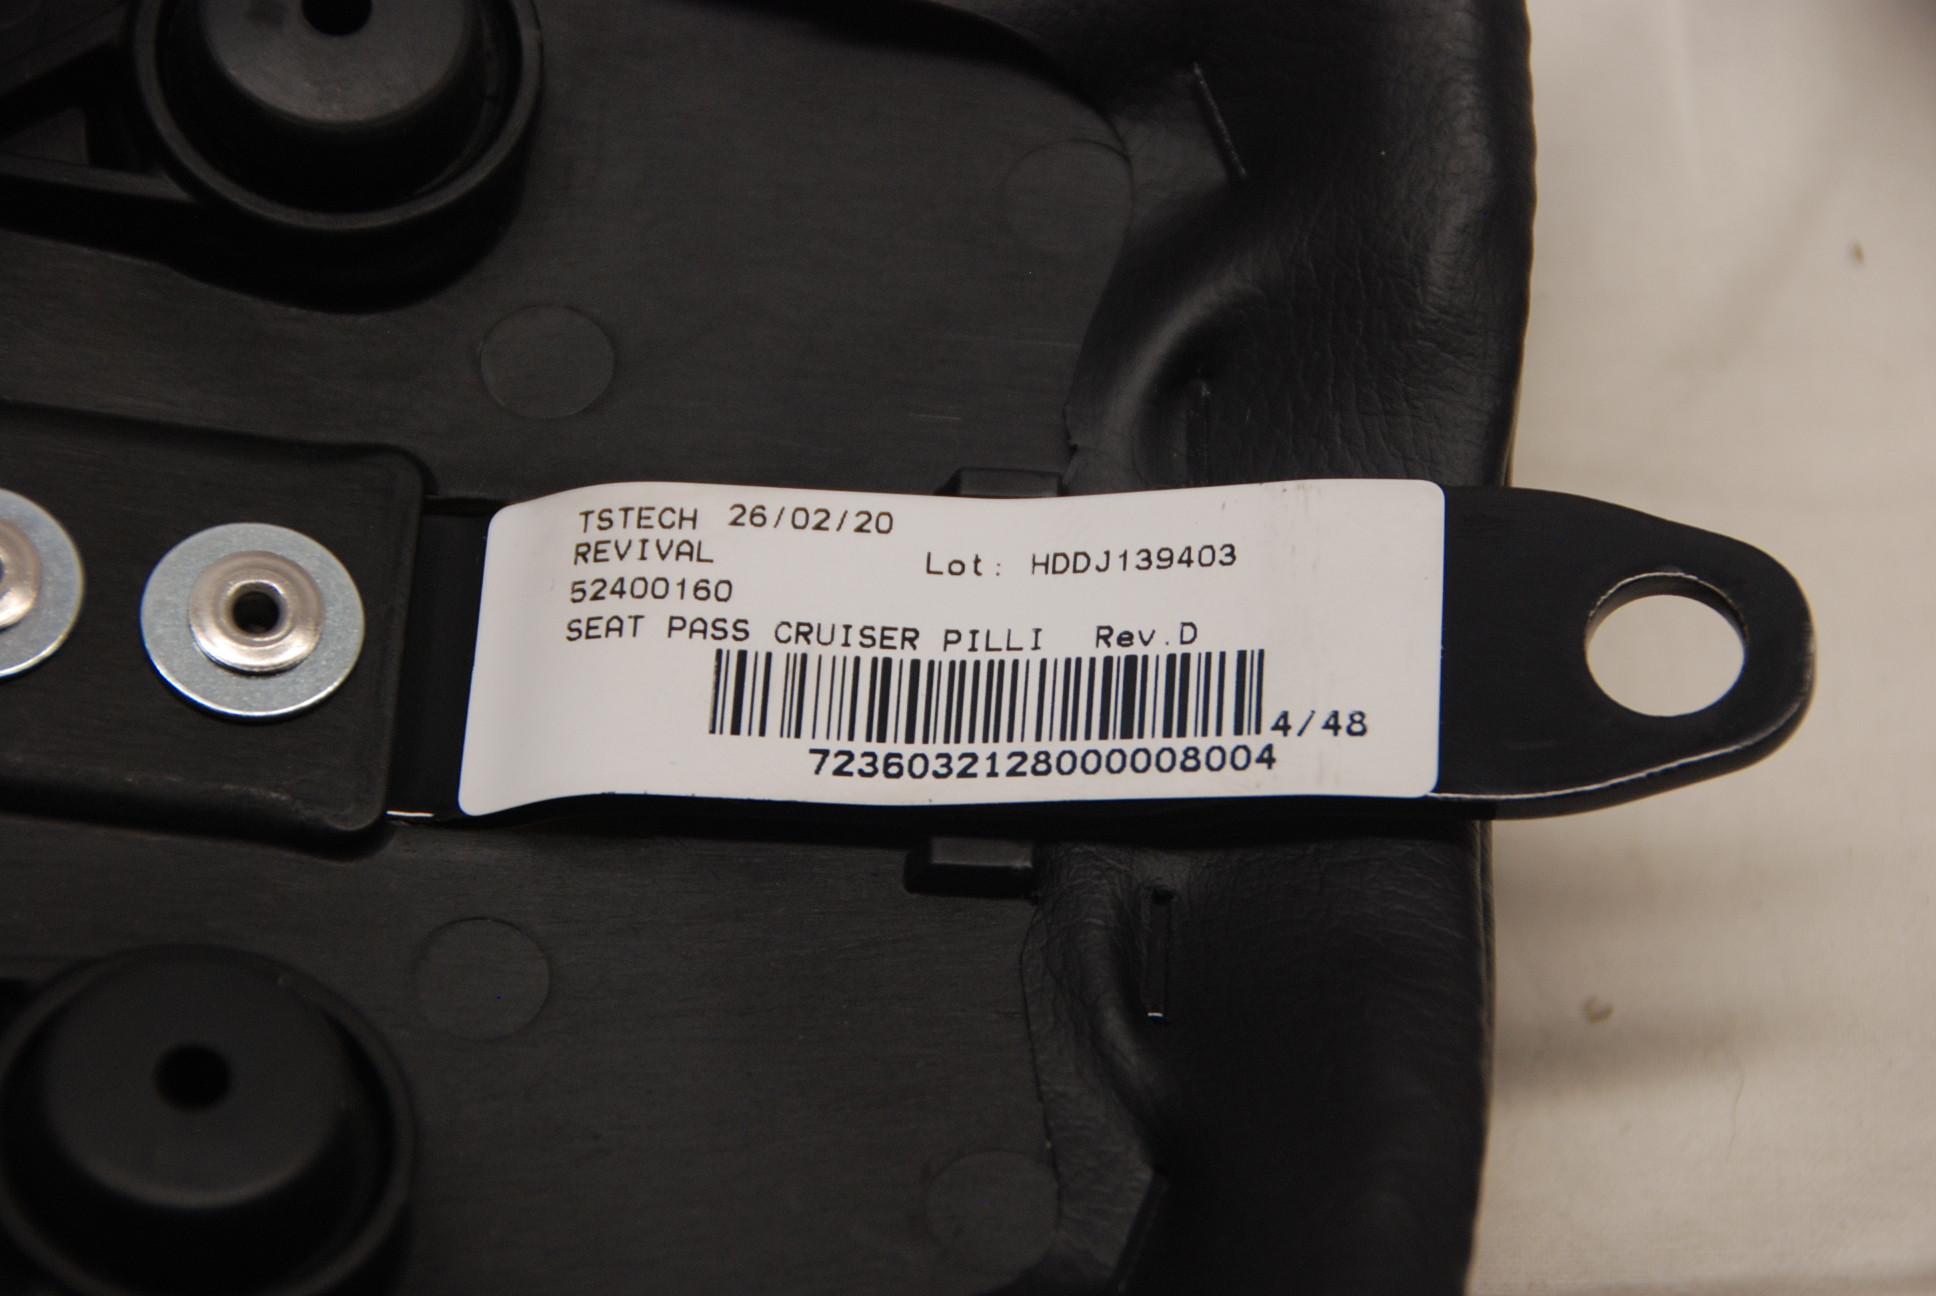 TSTECH 26/02/20
REVIVAL Lot: HDDJ139403
52400160
SEAT PASS CRUISER PILLI Rev.D
4/48
7236032128000008004